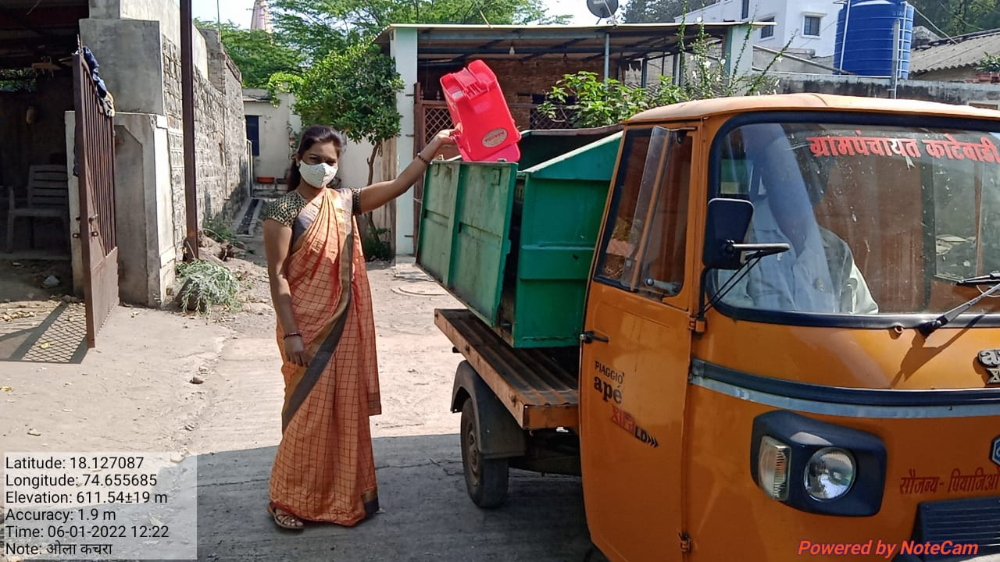 ग्रामपंचायत काटेवाडी
PIAGGIO
apé
सौजन्य- पियाजिओ
Latitude: 18.127087
Longitude: 74.655685
Elevation: 611.54±19 m
Accuracy: 1.9 m
Time: 06-01-2022 12:22
Note: ओला कचरा
Powered by NoteCam